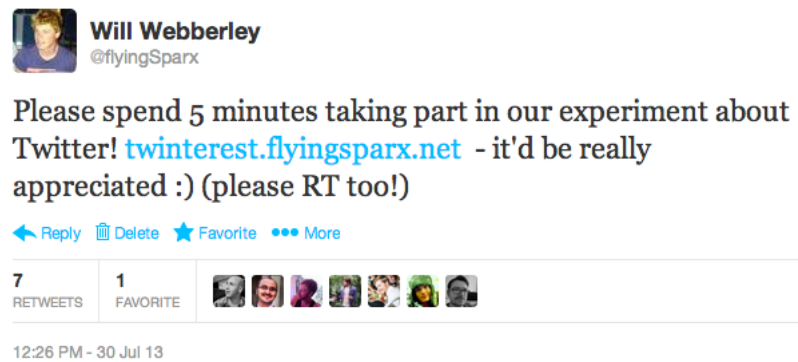 Will Webberley
@flyingSparx
Please spend 5 minutes taking part in our experiment about
Twitter! twinterest.flyingsparx.net - it'd be really
appreciated :) (please RT too!)
Reply Delete Favorite More
7 1
RETWEETS FAVORITE
12:26 PM - 30 Jul 13